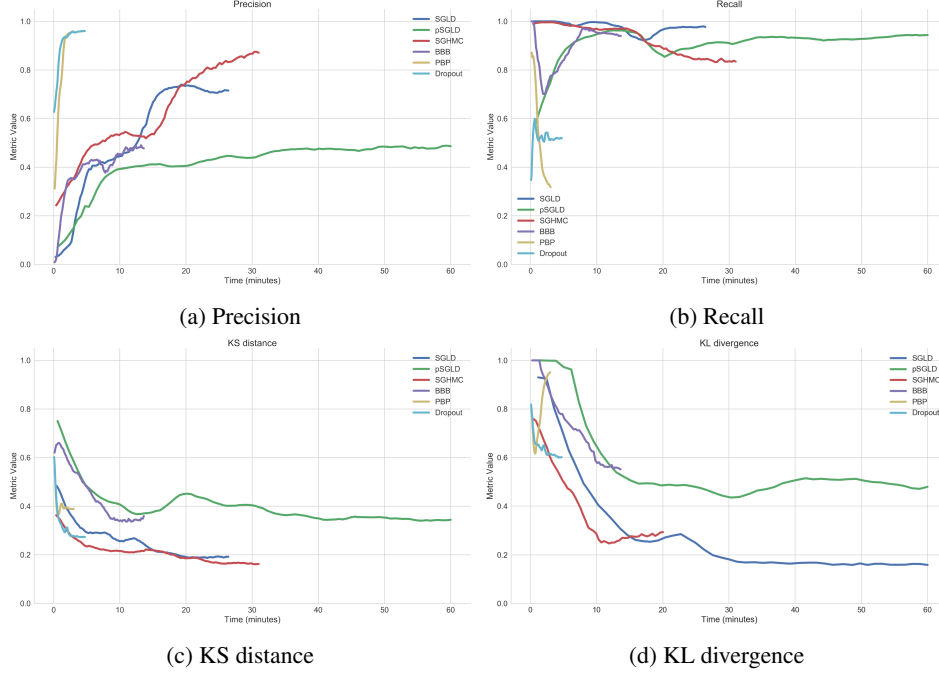 Precision
Metric Value
1.0
0.8
0.6
0.4
0.2
0.0
0 10 20 30 40 50 60
Time (minutes)
SGLD
pSGLD
SGHMC
BBB
PBP
Dropout
(a) Precision
Recall
Metric Value
1.0
0.8
0.6
0.4
0.2
0.0
0 10 20 30 40 50 60
Time (minutes)
SGLD
pSGLD
SGHMC
BBB
PBP
Dropout
(b) Recall
KS distance
Metric Value
1.0
0.8
0.6
0.4
0.2
0.0
0 10 20 30 40 50 60
Time (minutes)
SGLD
pSGLD
SGHMC
BBB
PBP
Dropout
(c) KS distance
KL divergence
Metric Value
1.0
0.8
0.6
0.4
0.2
0.0
0 10 20 30 40 50 60
Time (minutes)
SGLD
pSGLD
SGHMC
BBB
PBP
Dropout
(d) KL divergence